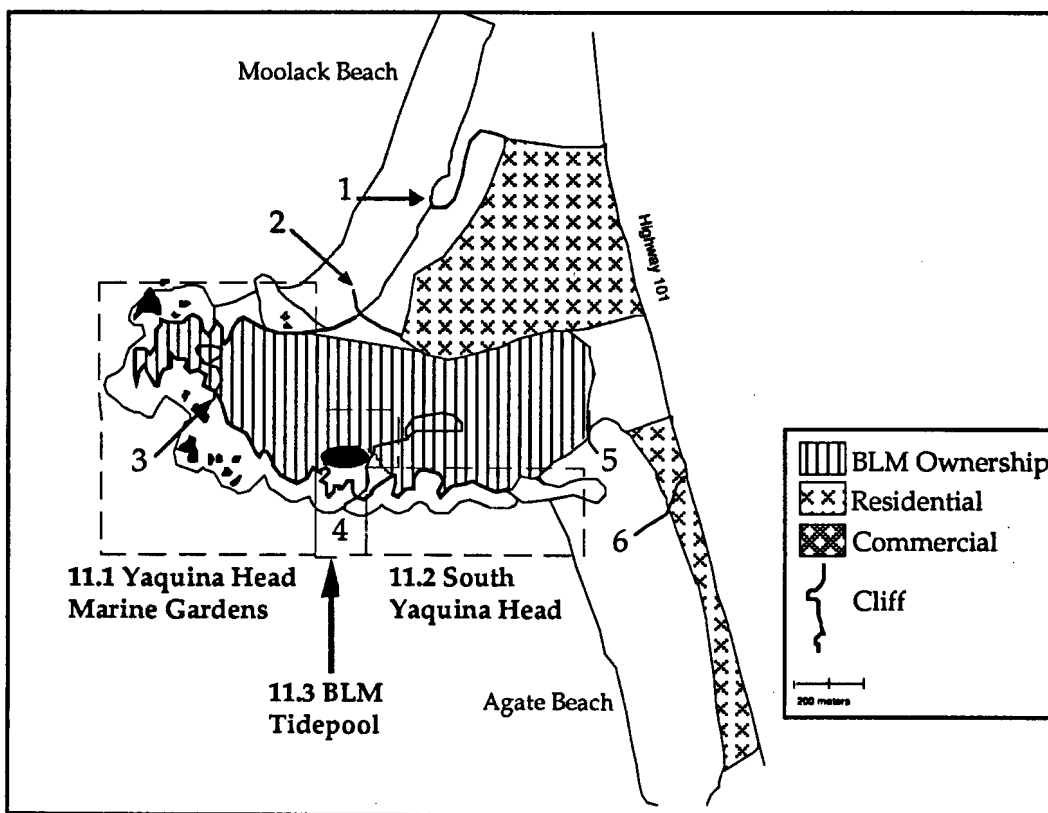 Moolack Beach
1
2
Highway 101
3
4
5
6
11.1 Yaquina Head
Marine Gardens
11.2 South
Yaquina Head
11.3 BLM
Tidepool
Agate Beach
BLM Ownership
Residential
Commercial
Cliff
200 meters